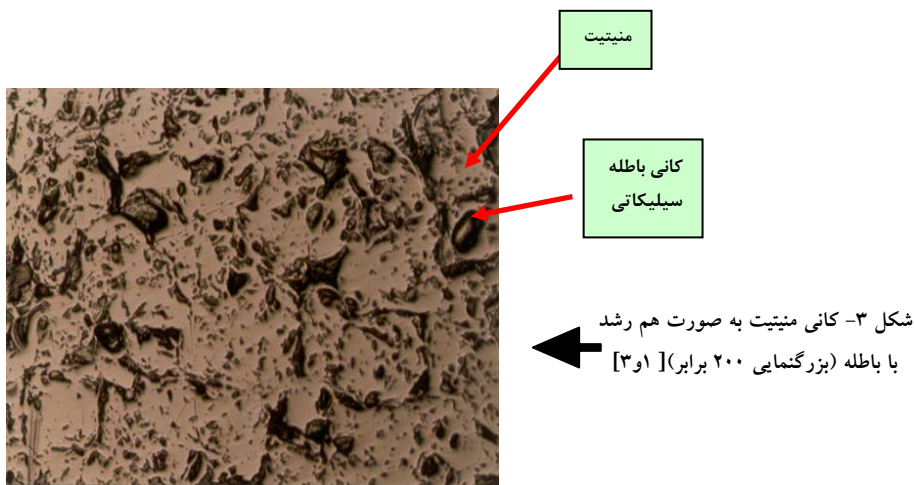 منیتیت
کانی باطله
سیلیکاتی
شکل ۳- کانی منیتیت به صورت هم رشد
با باطله (بزرگنمایی ۲۰۰ برابر)[ ۱و۳]